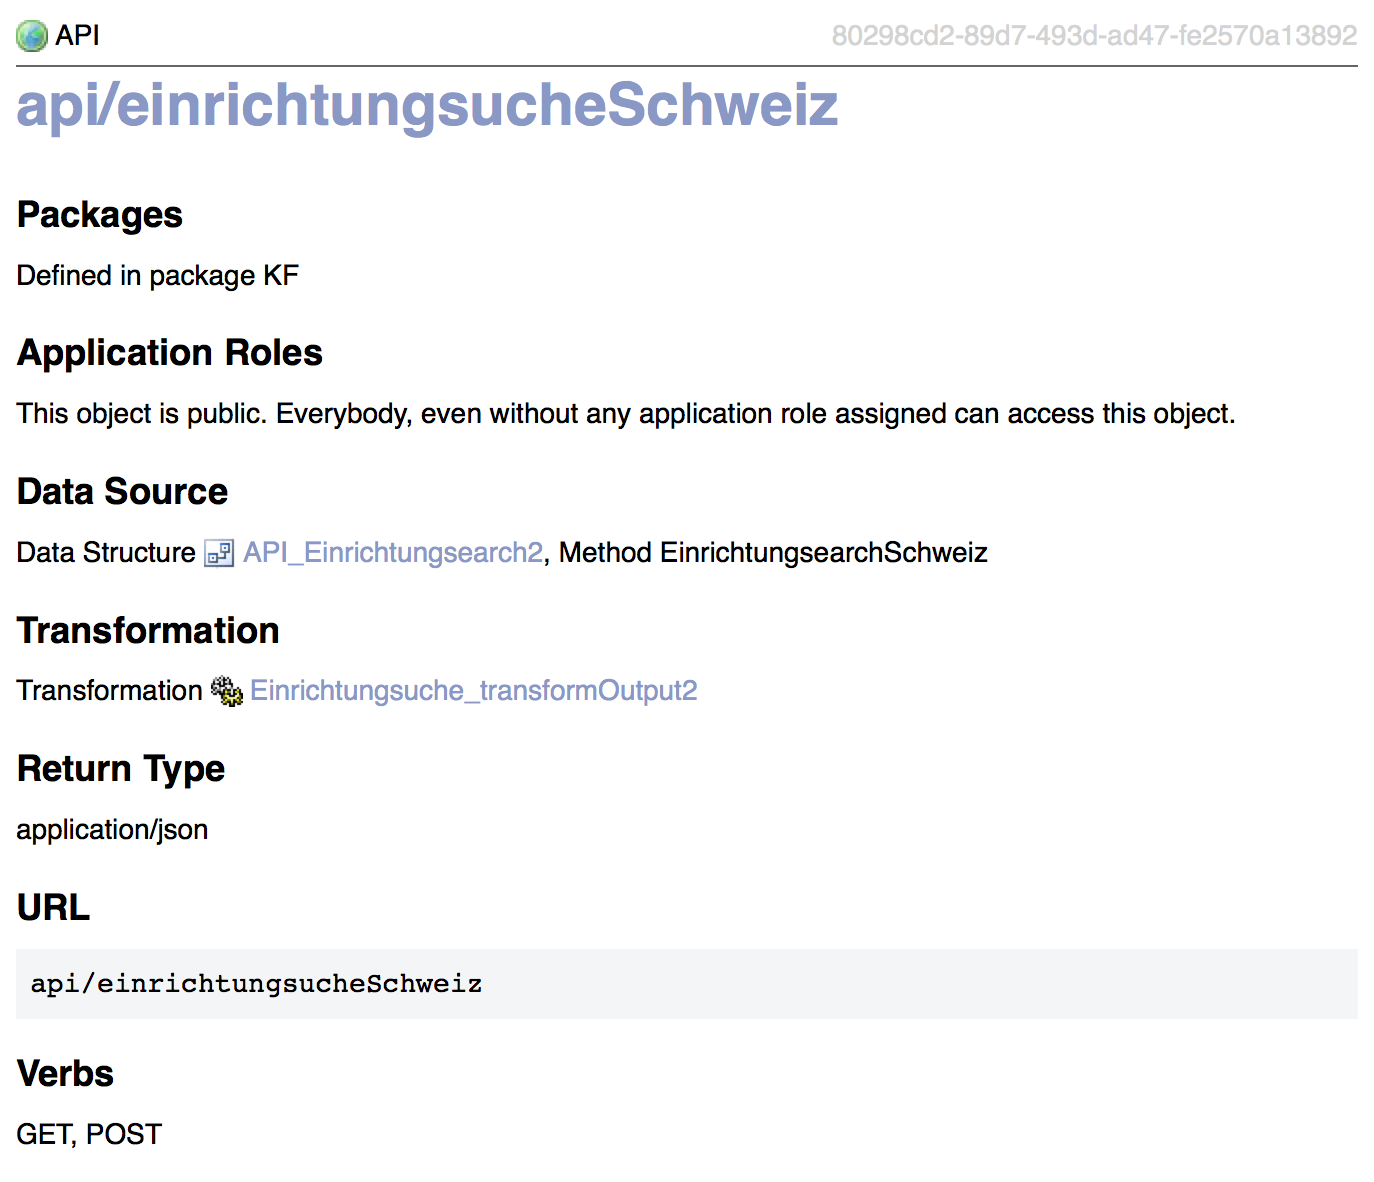 API 80298cd2-89d7-493d-ad47-fe2570a13892
api/einrichtungsucheSchweiz
Packages
Defined in package KF
Application Roles
This object is public. Everybody, even without any application role assigned can access this object.
Data Source
Data Structure API_Einrichtungsearch2, Method EinrichtungsearchSchweiz
Transformation
Transformation Einrichtungsuche_transformOutput2
Return Type
application/json
URL
api/einrichtungsucheSchweiz
Verbs
GET, POST